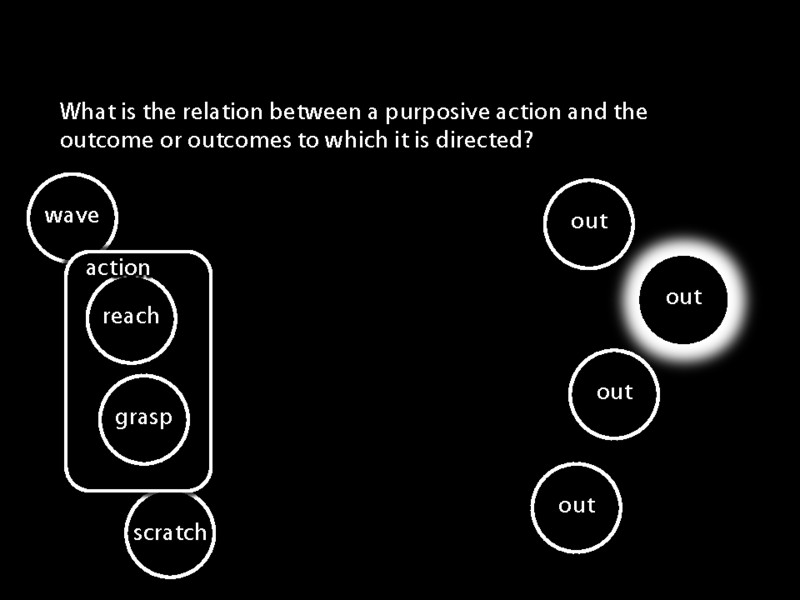 What is the relation between a purposive action and the
outcome or outcomes to which it is directed?
wave
action
reach
grasp
scratch
out
out
out
out